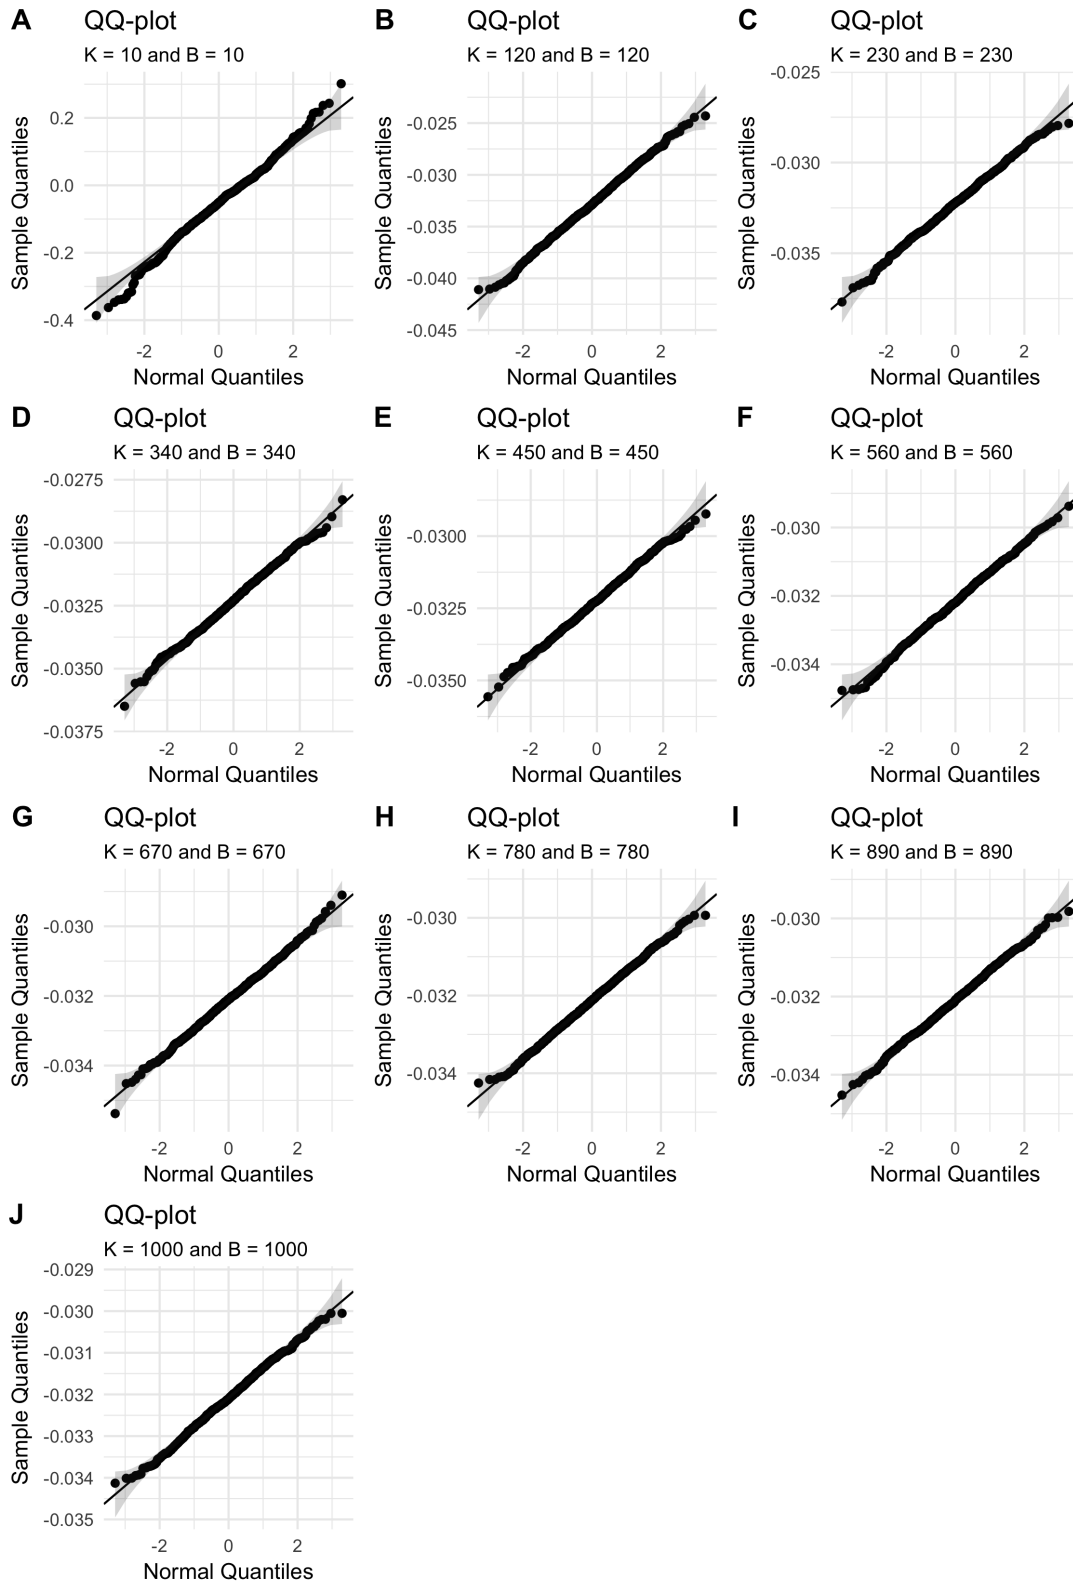 A QQ-plot
K = 10 and B = 10
Sample Quantiles
0.2
0.0
-0.2
-0.4
-2 0 2
Normal Quantiles
B QQ-plot
K = 120 and B = 120
Sample Quantiles
-0.025
-0.030
-0.035
-0.040
-0.045
-2 0 2
Normal Quantiles
C QQ-plot
K = 230 and B = 230
Sample Quantiles
-0.025
-0.030
-0.035
-2 0 2
Normal Quantiles
D QQ-plot
K = 340 and B = 340
Sample Quantiles
-0.0275
-0.0300
-0.0325
-0.0350
-0.0375
-2 0 2
Normal Quantiles
E QQ-plot
K = 450 and B = 450
Sample Quantiles
-0.0300
-0.0325
-0.0350
-2 0 2
Normal Quantiles
F QQ-plot
K = 560 and B = 560
Sample Quantiles
-0.030
-0.032
-0.034
-2 0 2
Normal Quantiles
G QQ-plot
K = 670 and B = 670
Sample Quantiles
-0.030
-0.032
-0.034
-2 0 2
Normal Quantiles
H QQ-plot
K = 780 and B = 780
Sample Quantiles
-0.030
-0.032
-0.034
-2 0 2
Normal Quantiles
I QQ-plot
K = 890 and B = 890
Sample Quantiles
-0.030
-0.032
-0.034
-2 0 2
Normal Quantiles
J QQ-plot
K = 1000 and B = 1000
Sample Quantiles
-0.029
-0.030
-0.031
-0.032
-0.033
-0.034
-0.035
-2 0 2
Normal Quantiles